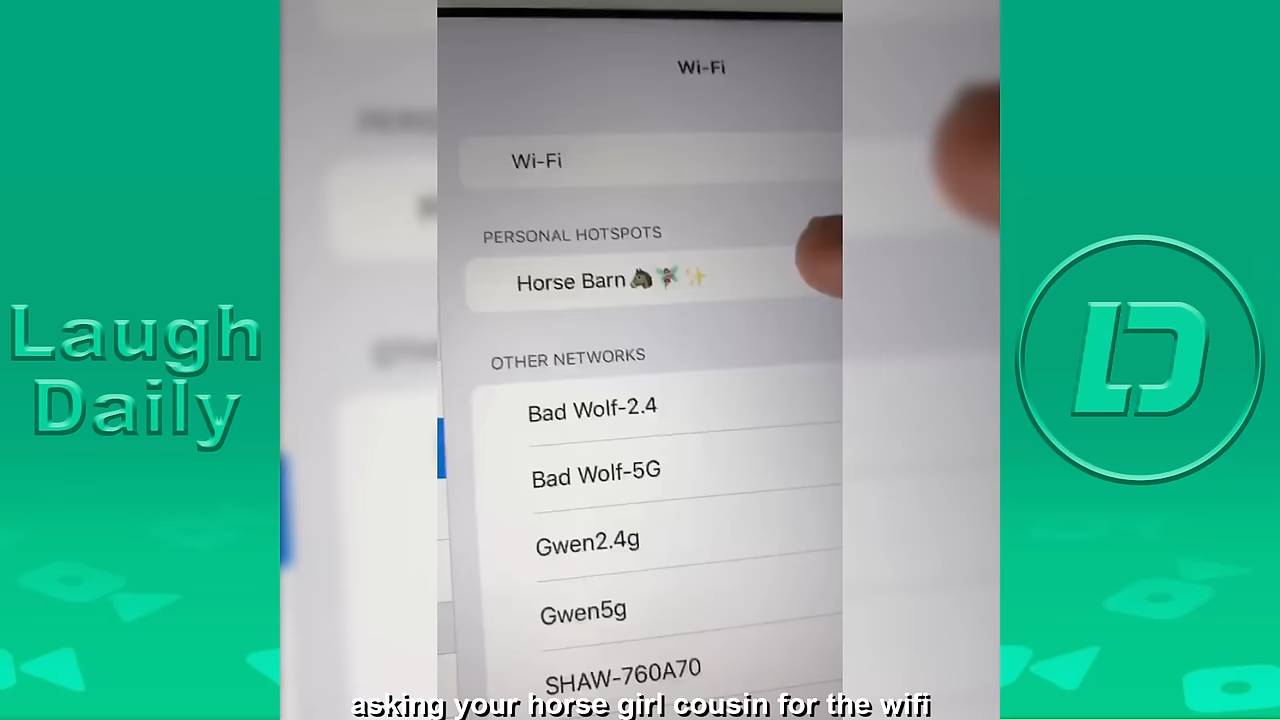 Laugh
Daily
Wi-Fi
Wi-Fi
PERSONAL HOTSPOTS
Horse Barn🐴🧚✨
OTHER NETWORKS
Bad Wolf-2.4
Bad Wolf-5G
Gwen2.4g
Gwen5g
SHAW-760A70
LD
asking your horse girl cousin for the wifi